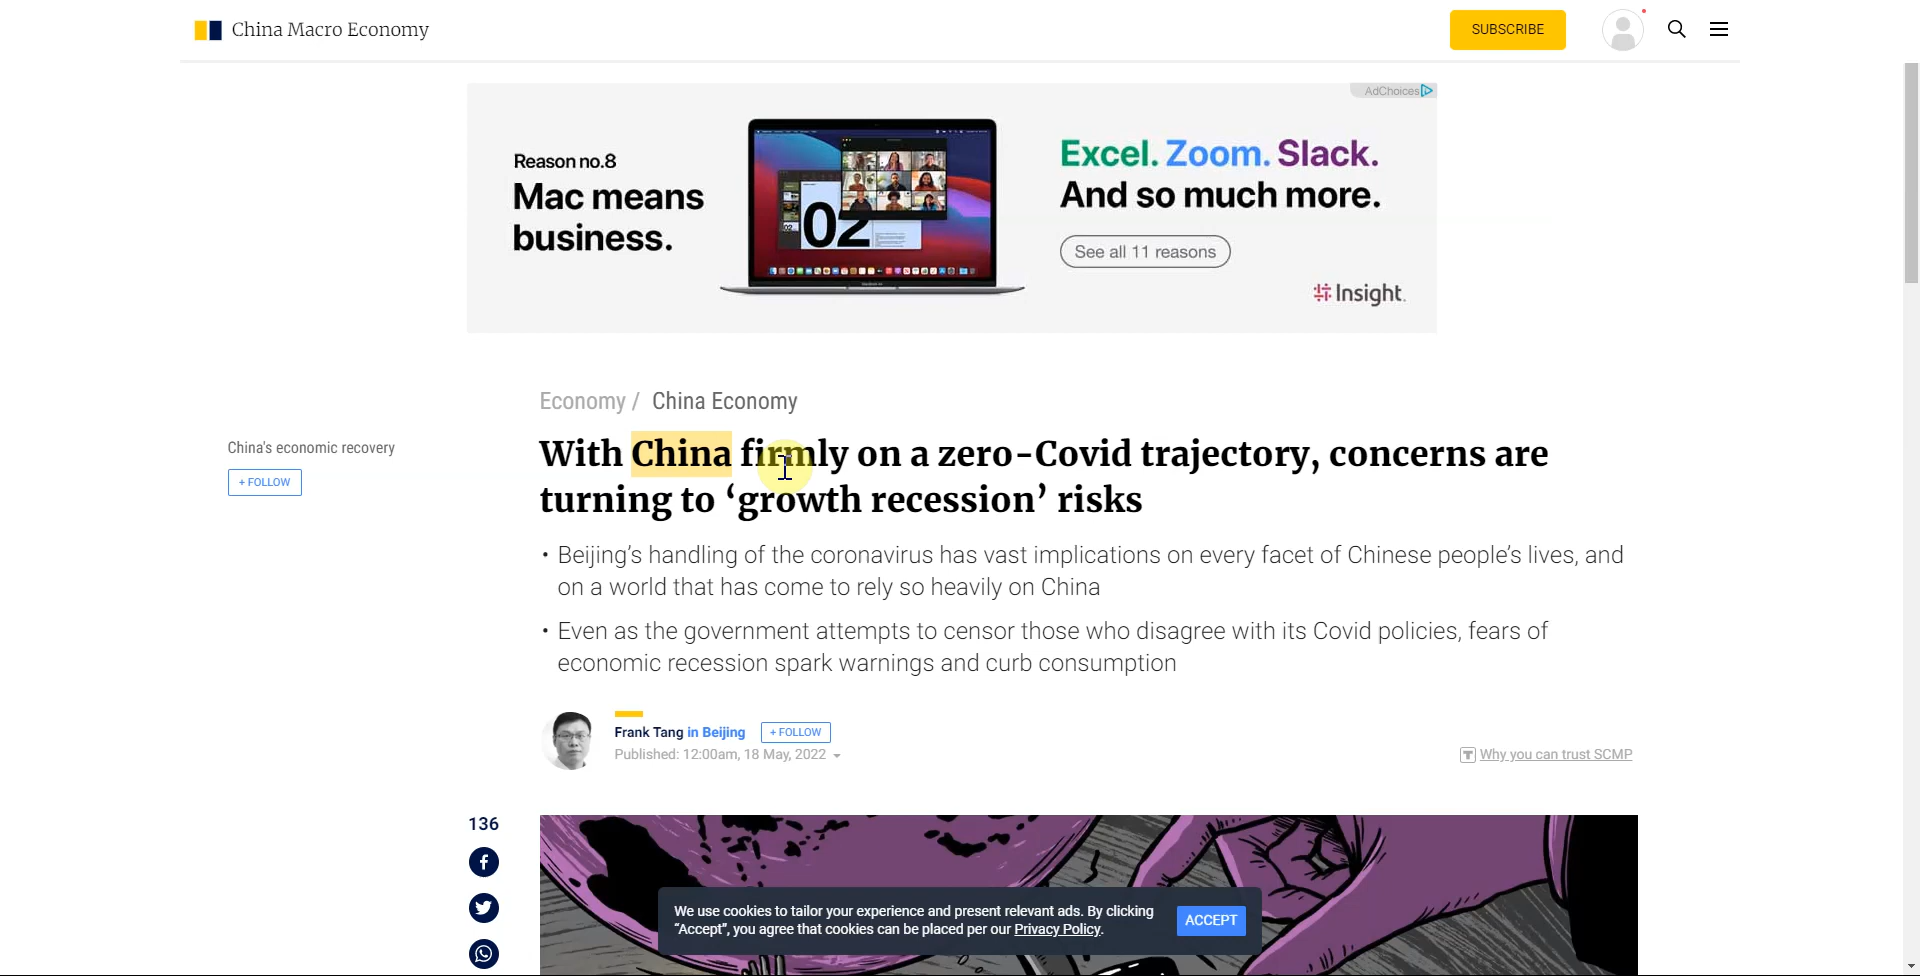 China Macro Economy
SUBSCRIBE
AdChoices
Reason no.8
Mac means
business.
02
Excel. Zoom. Slack.
And so much more.
See all 11 reasons
Insight.
Economy / China Economy
China's economic recovery
+ FOLLOW
With China firmly on a zero-Covid trajectory, concerns are
turning to ‘growth recession’ risks
• Beijing’s handling of the coronavirus has vast implications on every facet of Chinese people’s lives, and
on a world that has come to rely so heavily on China
• Even as the government attempts to censor those who disagree with its Covid policies, fears of
economic recession spark warnings and curb consumption
Frank Tang in Beijing
+ FOLLOW
Published: 12:00am, 18 May, 2022
Why you can trust SCMP
136
We use cookies to tailor your experience and present relevant ads. By clicking
“Accept”, you agree that cookies can be placed per our Privacy Policy.
ACCEPT